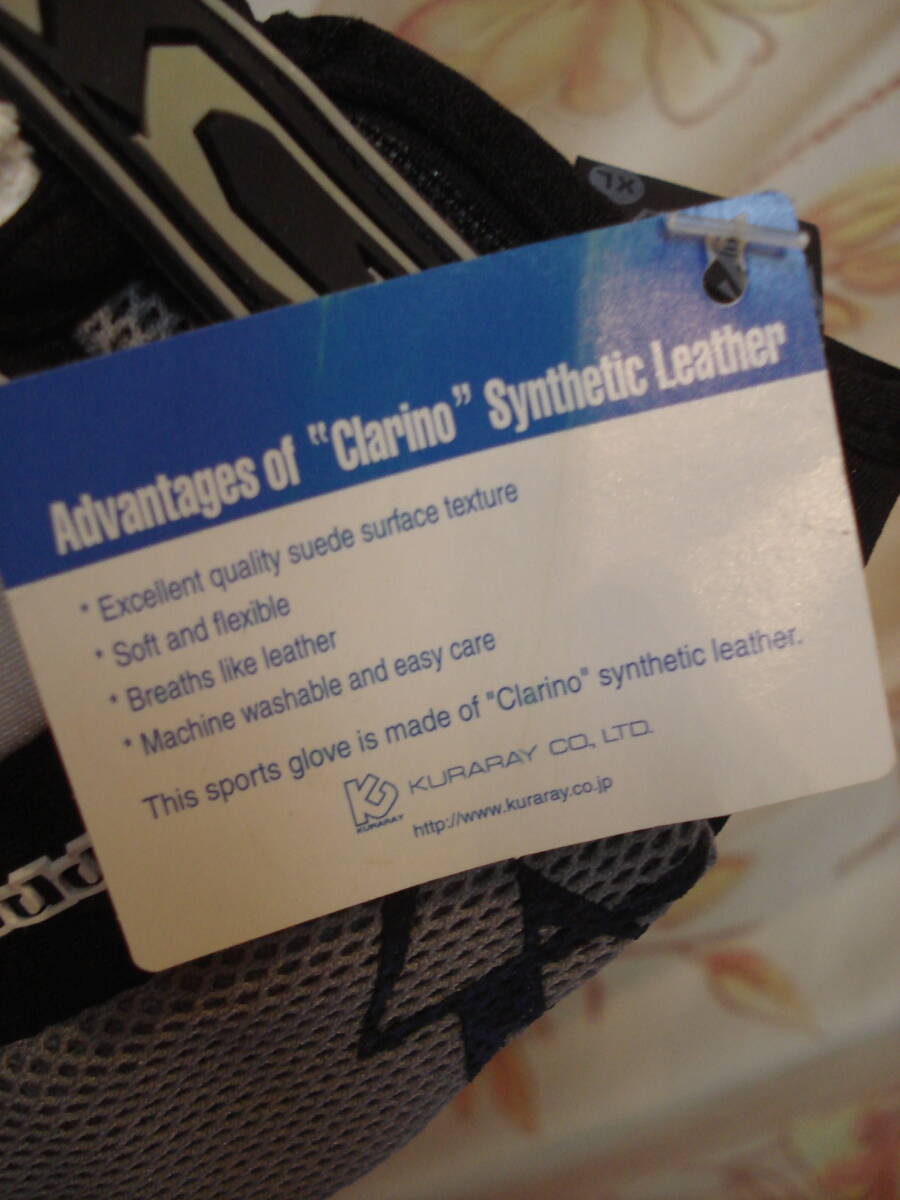 XL
Advantages of "Clarino" Synthetic Leather
* Excellent quality suede surface texture
* Soft and flexible
* Breaths like leather
* Machine washable and easy care
This sports glove is made of "Clarino" synthetic leather.
KURARAY
KURARAY CO., LTD.
http://www.kuraray.co.jp